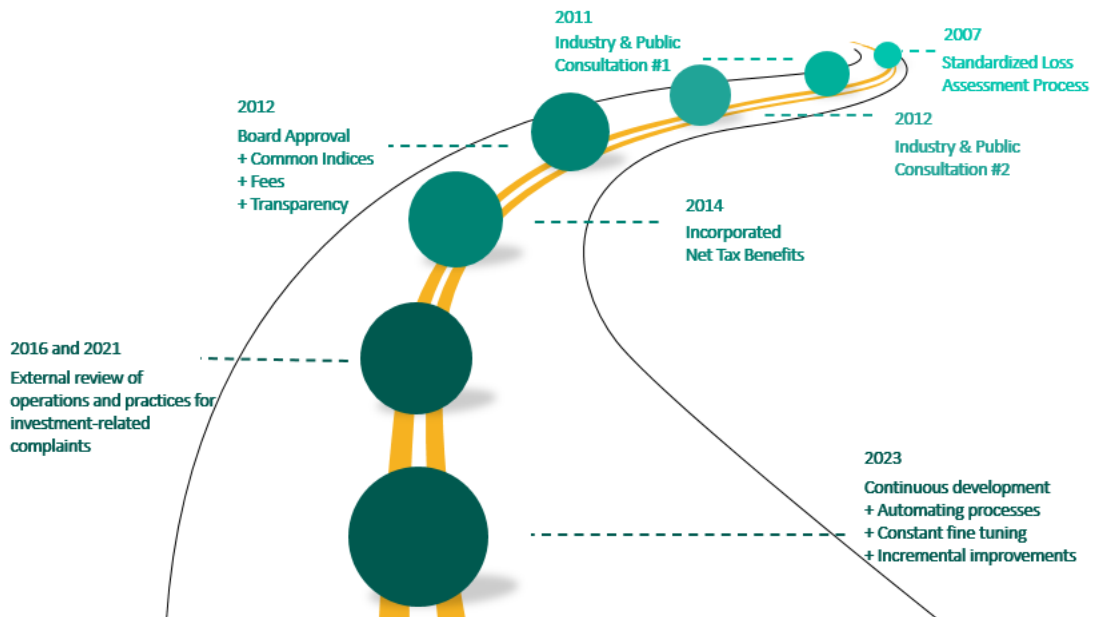 2007
Standardized Loss
Assessment Process
2011
Industry & Public
Consultation #1
2012
Industry & Public
Consultation #2
2012
Board Approval
+ Common Indices
+ Fees
+ Transparency
2014
Incorporated
Net Tax Benefits
2016 and 2021
External review of
operations and practices for
investment-related
complaints
2023
Continuous development
+ Automating processes
+ Constant fine tuning
+ Incremental improvements